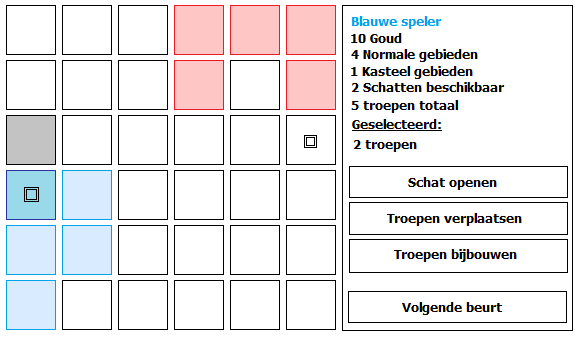 Blauwe speler
10 Goud
4 Normale gebieden
1 Kasteel gebieden
2 Schatten beschikbaar
5 troepen totaal
Geselecteerd:
2 troepen
Schat openen
Troepen verplaatsen
Troepen bijbouwen
Volgende beurt